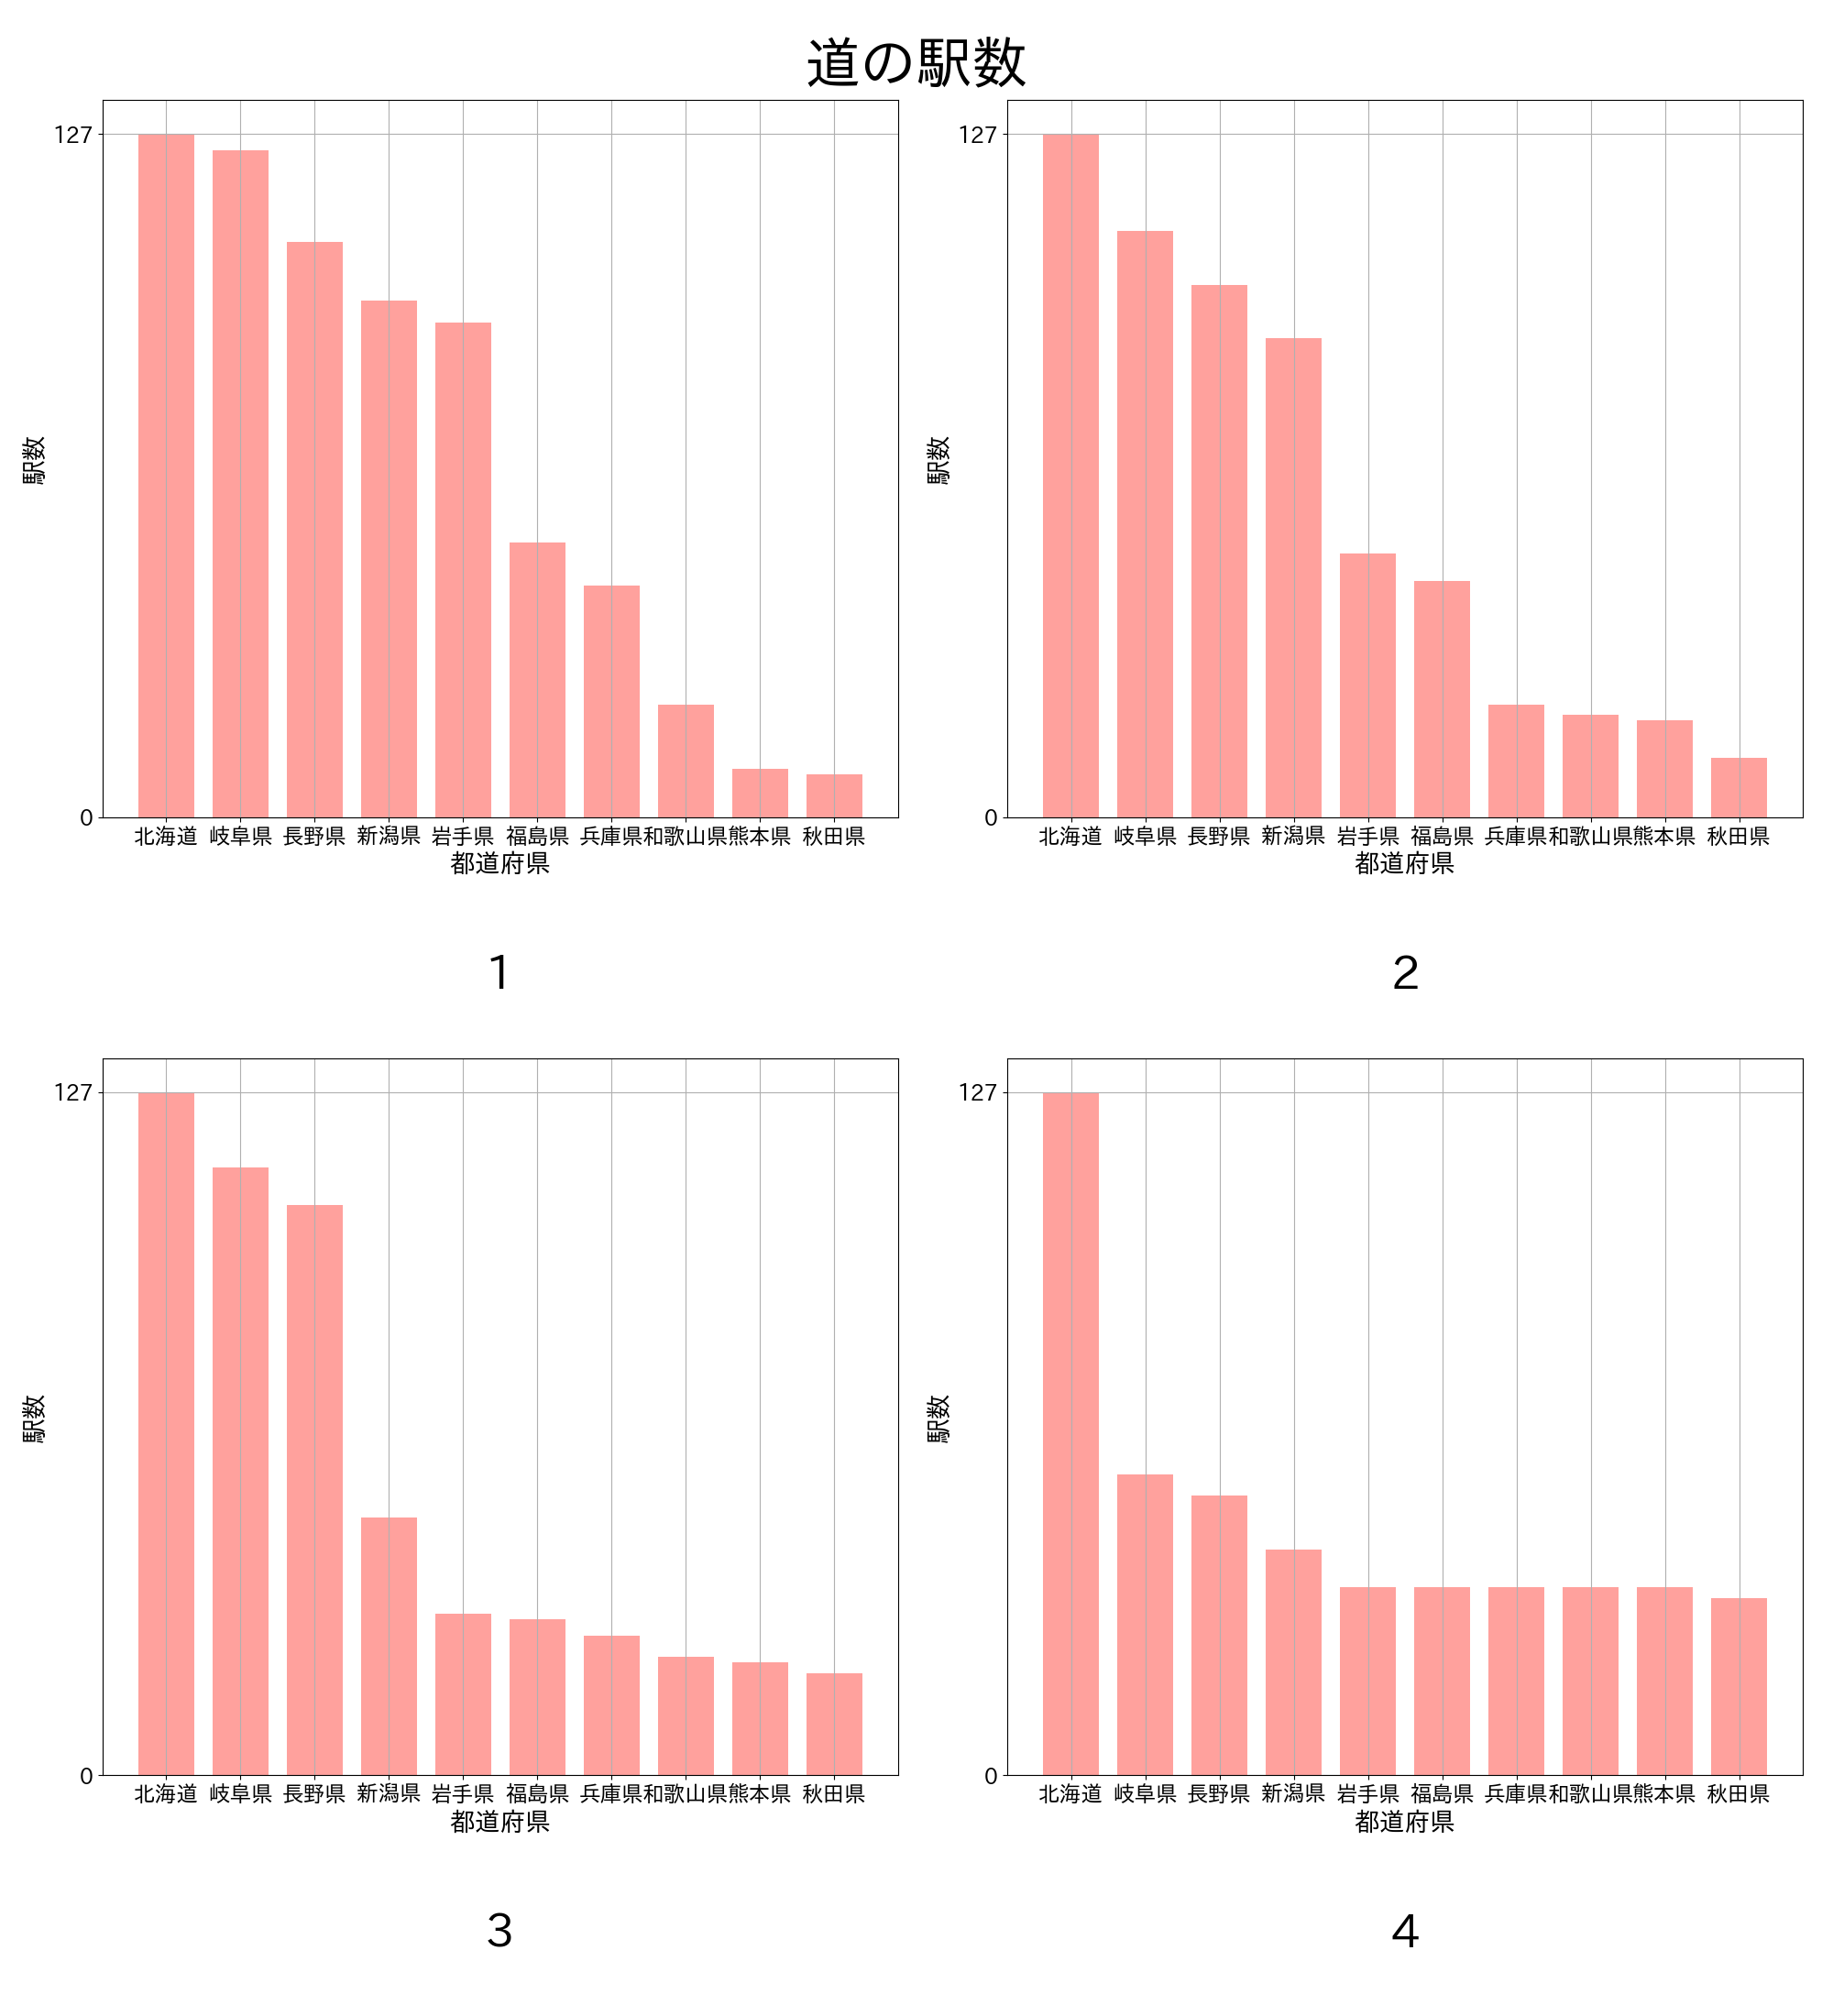 道の駅数
127
0
駅数
北海道 岐阜県 長野県 新潟県 岩手県 福島県 兵庫県 和歌山県 熊本県 秋田県
都道府県
1
127
0
駅数
北海道 岐阜県 長野県 新潟県 岩手県 福島県 兵庫県 和歌山県 熊本県 秋田県
都道府県
2
127
0
駅数
北海道 岐阜県 長野県 新潟県 岩手県 福島県 兵庫県 和歌山県 熊本県 秋田県
都道府県
3
127
0
駅数
北海道 岐阜県 長野県 新潟県 岩手県 福島県 兵庫県 和歌山県 熊本県 秋田県
都道府県
4